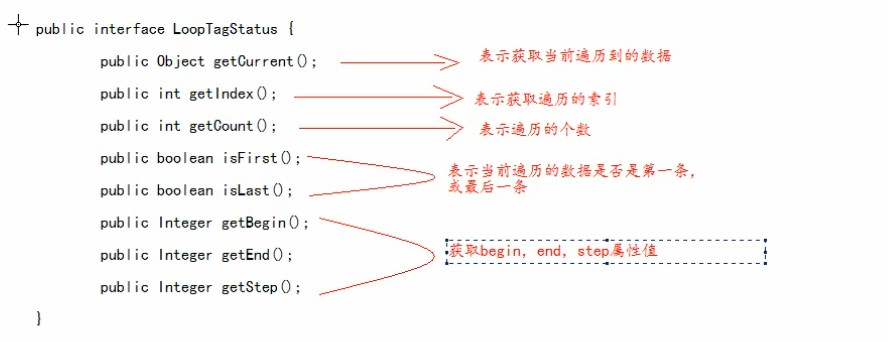 public interface LoopTagStatus {
public Object getCurrent();
表示获取当前遍历到的数据
public int getIndex();
表示获取遍历的索引
public int getCount();
表示遍历的个数
public boolean isFirst();
表示当前遍历的数据是否是第一条,
或最后一条
public boolean isLast();
public Integer getBegin();
public Integer getEnd();
获取begin, end, step属性值
public Integer getStep();
}